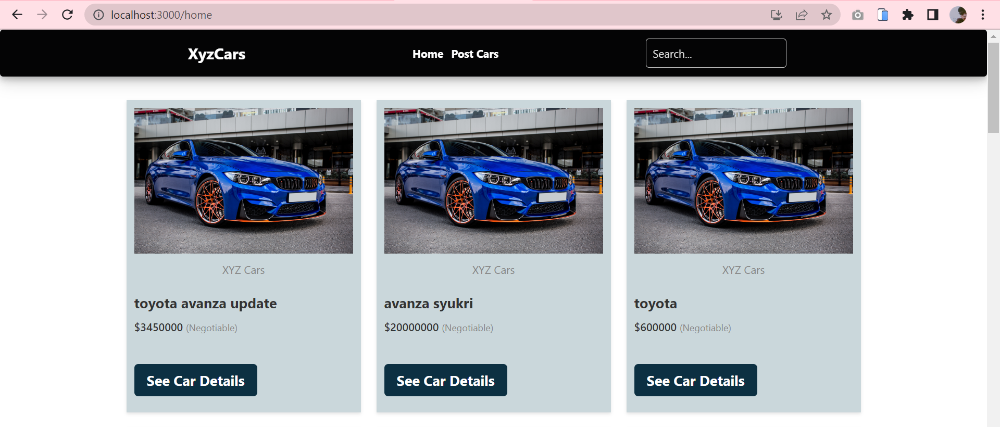 localhost:3000/home
XyzCars
Home Post Cars
Search...
XYZ Cars
toyota avanza update
$3450000 (Negotiable)
See Car Details
XYZ Cars
avanza syukri
$20000000 (Negotiable)
See Car Details
XYZ Cars
toyota
$600000 (Negotiable)
See Car Details